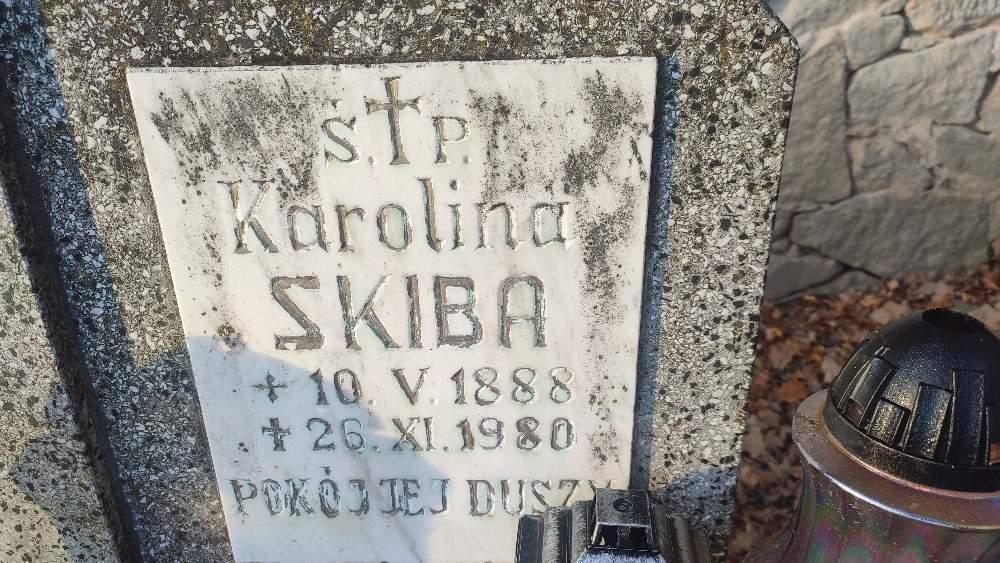 Ś. ✝ P.
Karolina
SKIBA
✢ 10. V. 1888
✝ 26. XI. 1980
POKÓJ JEJ DUSZY